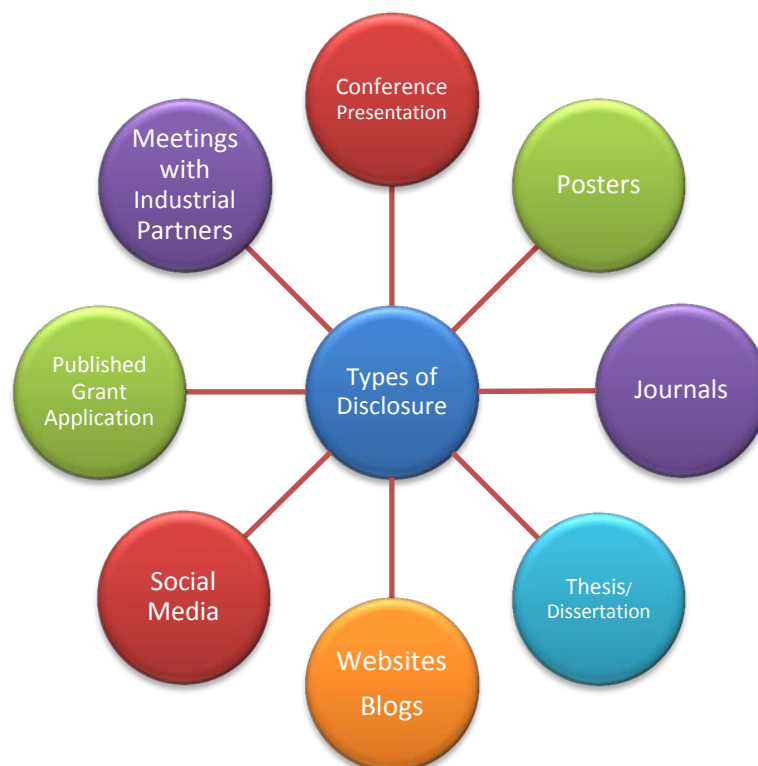 Conference
Presentation
Meetings
with
Industrial
Partners
Posters
Published
Grant
Application
Types of
Disclosure
Journals
Social
Media
Thesis/
Dissertation
Websites
Blogs